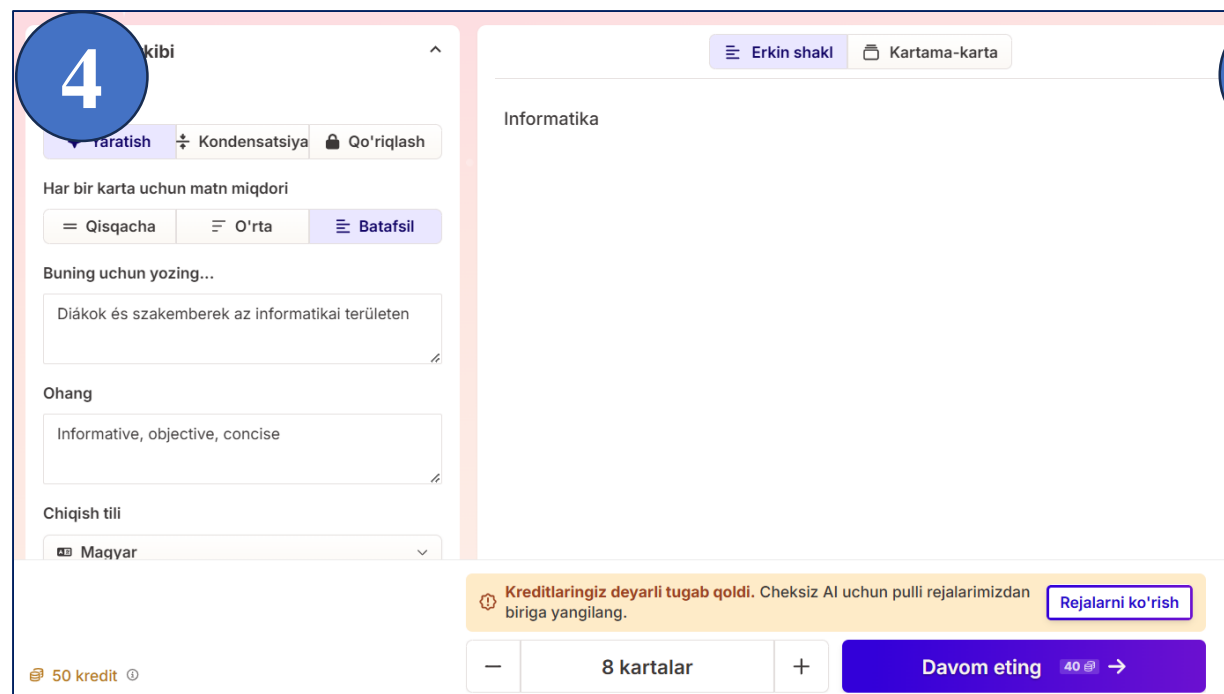 4
kibi
Yaratish
Kondensatsiya
Qo'riqlash
Har bir karta uchun matn miqdori
Qisqacha
O'rta
Batafsil
Buning uchun yozing...
Diákok és szakemberek az informatikai területen
Ohang
Informative, objective, concise
Chiqish tili
Magyar
Erkin shakl
Kartama-karta
Informatika
Kreditlaringiz deyarli tugab qoldi. Cheksiz AI uchun pulli rejalarimizdan
biriga yangilang.
Rejalarni ko'rish
50 kredit
8 kartalar
Davom eting 40